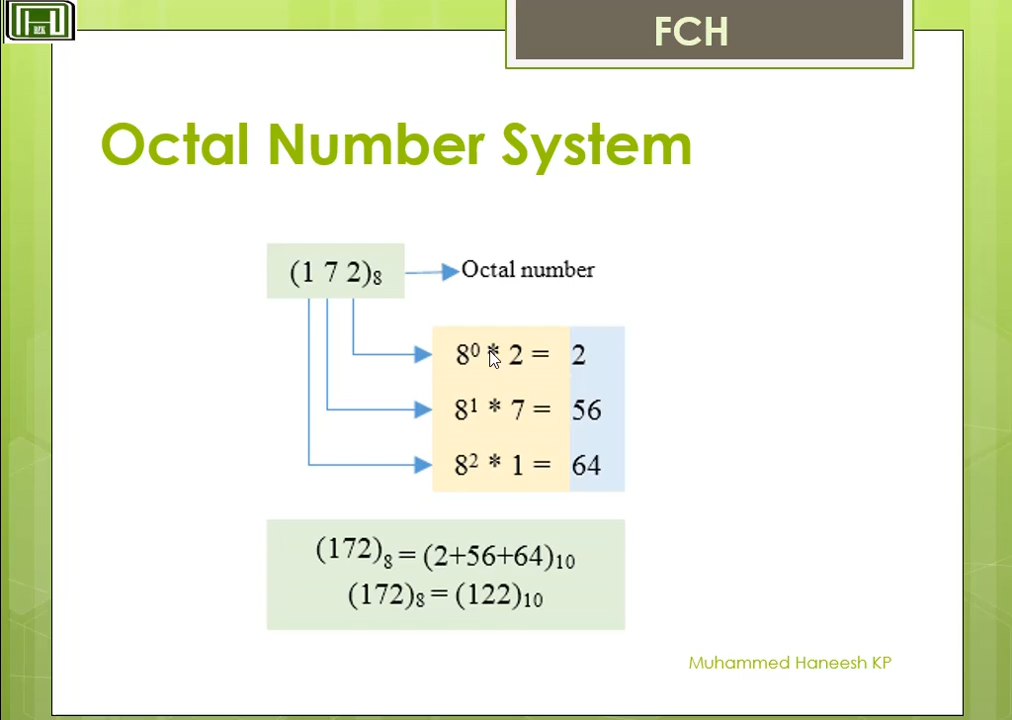 FCH
Octal Number System
(1 7 2)₈
Octal number
8⁰ * 2 = 2
8¹ * 7 = 56
8² * 1 = 64
(172)₈ = (2+56+64)₁₀
(172)₈ = (122)₁₀
Muhammed Haneesh KP